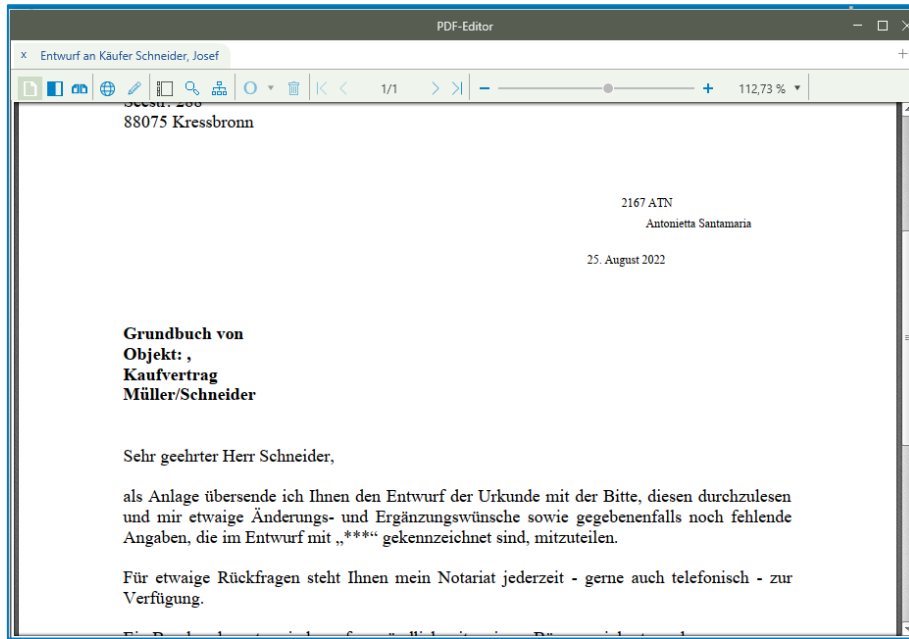 PDF-Editor
x Entwurf an Käufer Schneider, Josef
1/1
112,73 %
88075 Kressbronn
2167 ATN
Antonietta Santamaria
25. August 2022
Grundbuch von
Objekt: ,
Kaufvertrag
Müller/Schneider
Sehr geehrter Herr Schneider,
als Anlage übersende ich Ihnen den Entwurf der Urkunde mit der Bitte, diesen durchzulesen
und mir etwaige Änderungs- und Ergänzungswünsche sowie gegebenenfalls noch fehlende
Angaben, die im Entwurf mit „***“ gekennzeichnet sind, mitzuteilen.
Für etwaige Rückfragen steht Ihnen mein Notariat jederzeit - gerne auch telefonisch - zur
Verfügung.